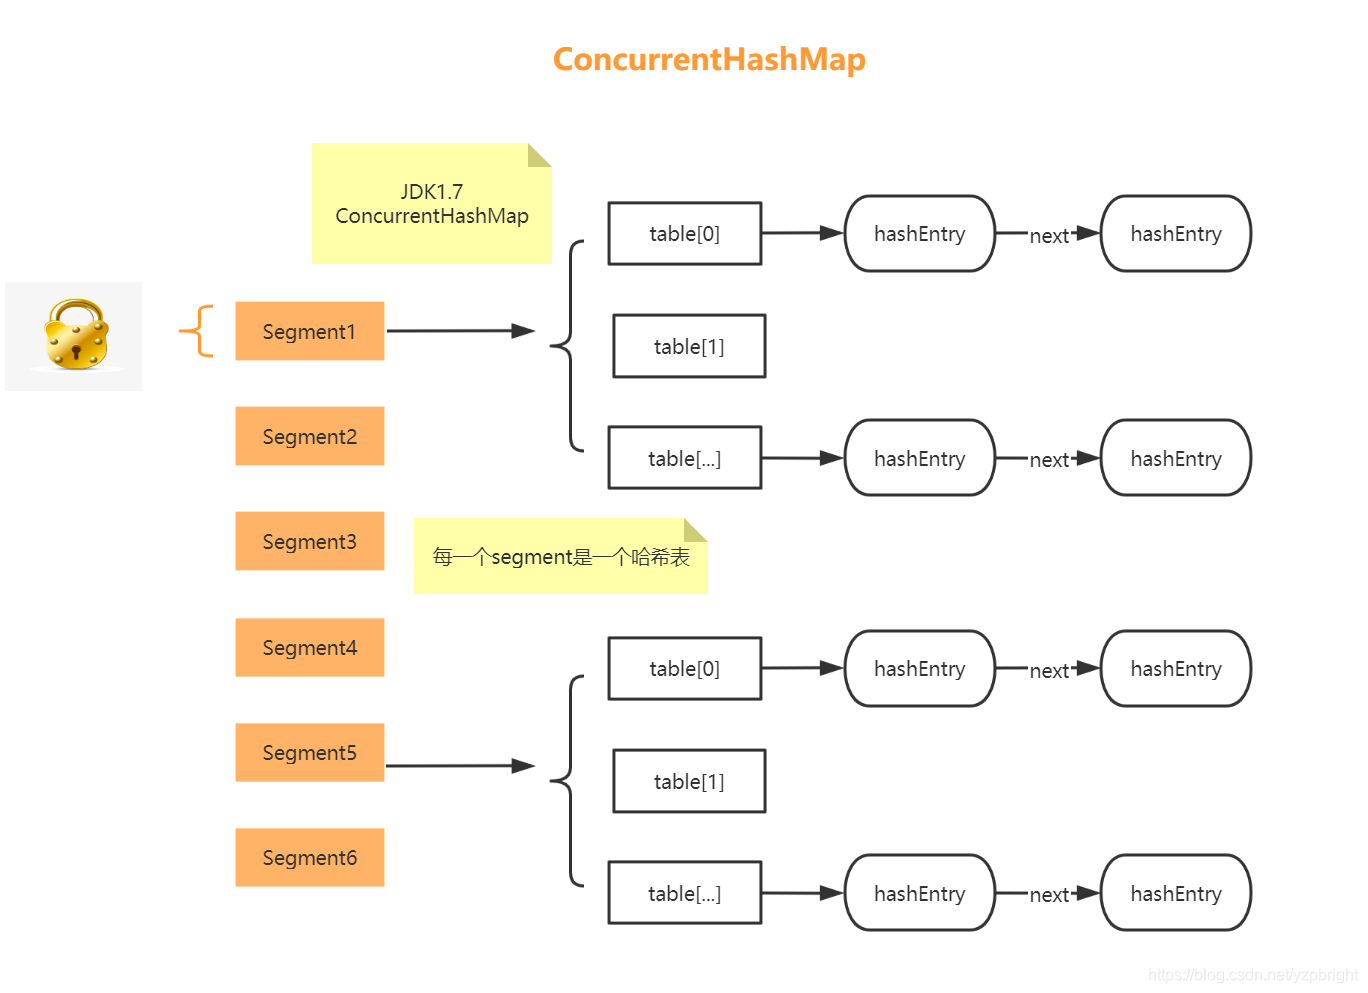 ConcurrentHashMap
JDK1.7
ConcurrentHashMap
table[0]
hashEntry
next
hashEntry
Segment1
table[1]
Segment2
table[...]
hashEntry
next
hashEntry
Segment3
每一个segment是一个哈希表
Segment4
table[0]
hashEntry
next
hashEntry
Segment5
table[1]
Segment6
table[...]
hashEntry
next
hashEntry
https://blog.csdn.net/yzpbright